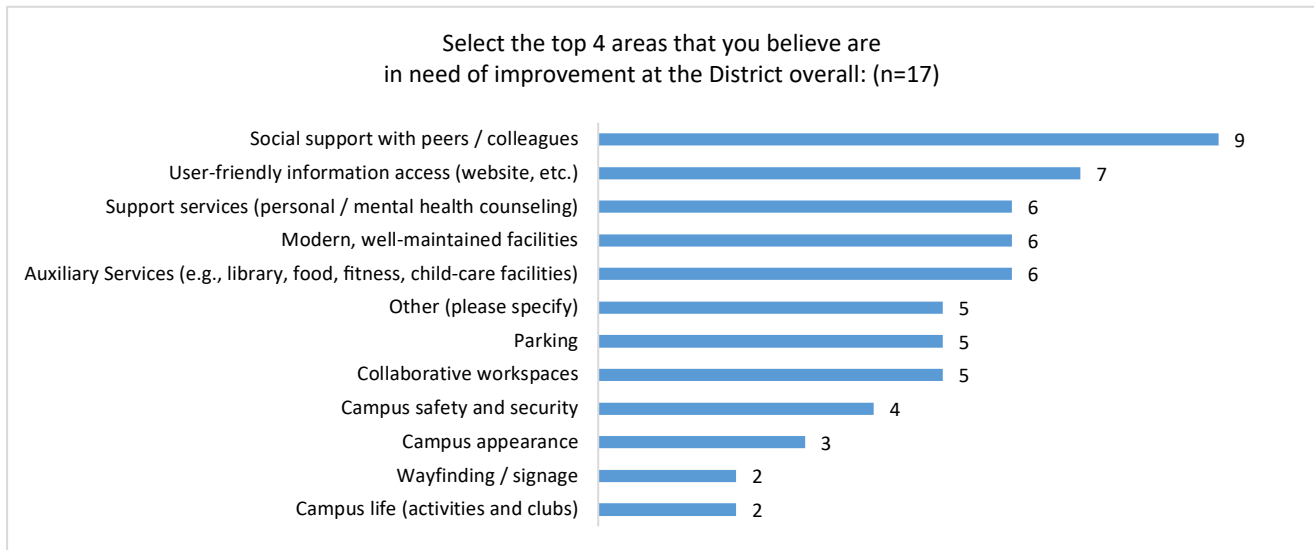 Select the top 4 areas that you believe are
in need of improvement at the District overall: (n=17)
Social support with peers / colleagues 9
User-friendly information access (website, etc.) 7
Support services (personal / mental health counseling) 6
Modern, well-maintained facilities 6
Auxiliary Services (e.g., library, food, fitness, child-care facilities) 6
Other (please specify) 5
Parking 5
Collaborative workspaces 5
Campus safety and security 4
Campus appearance 3
Wayfinding / signage 2
Campus life (activities and clubs) 2